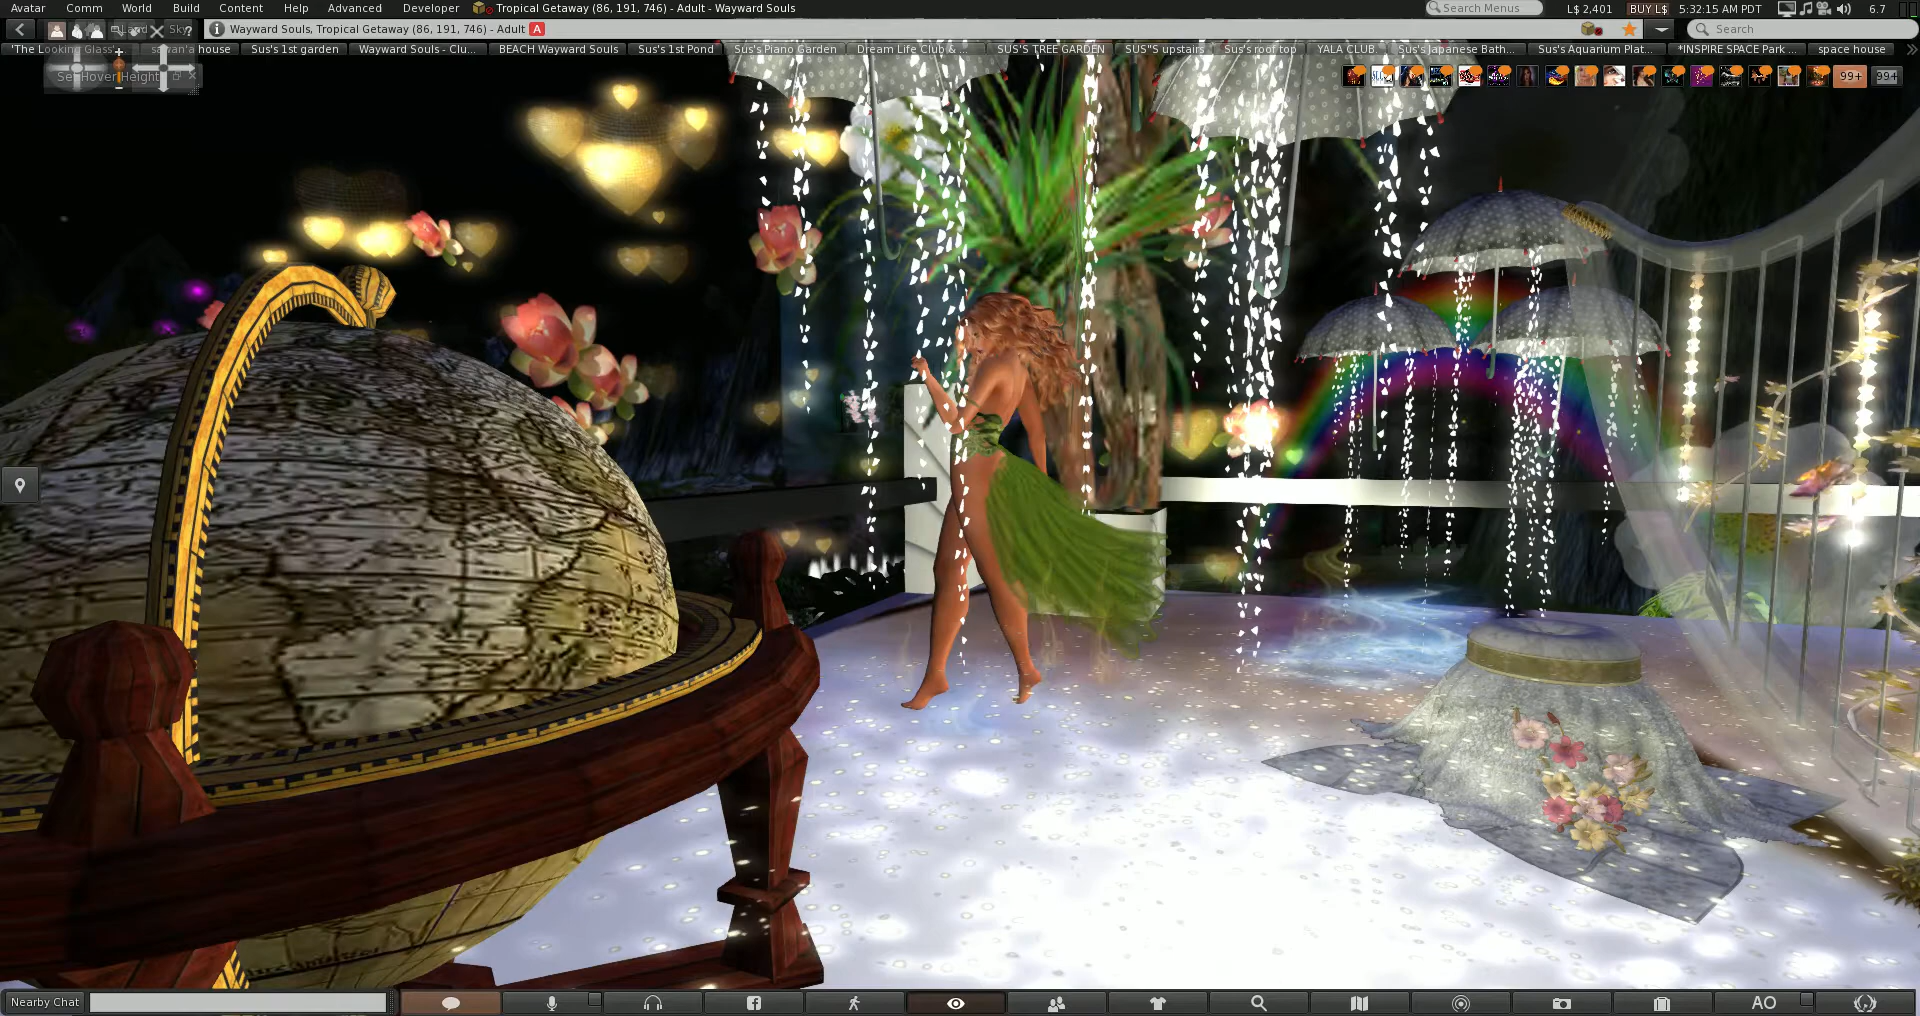 Avatar Comm World Build Content Help Advanced Developer Tropical Getaway (86, 191, 746) - Adult - Wayward Souls Search Menus L$ 2,401 BUY L$ 5:32:15 AM PDT 6.7
Wayward Souls, Tropical Getaway (86, 191, 746) - Adult A Search
'The Looking Glass' house Sus's 1st garden Wayward Souls - Clu... BEACH Wayward Souls Sus's 1st Pond Sus's Piano Garden Dream Life Club & ... SUS'S TREE GARDEN SUS"S upstairs Sus's roof top YALA CLUB. Sus's Japanese Bath... Sus's Aquarium Plat... *INSPIRE SPACE Park ... space house
Set Hover Height
99+ 99+
Nearby Chat
AO